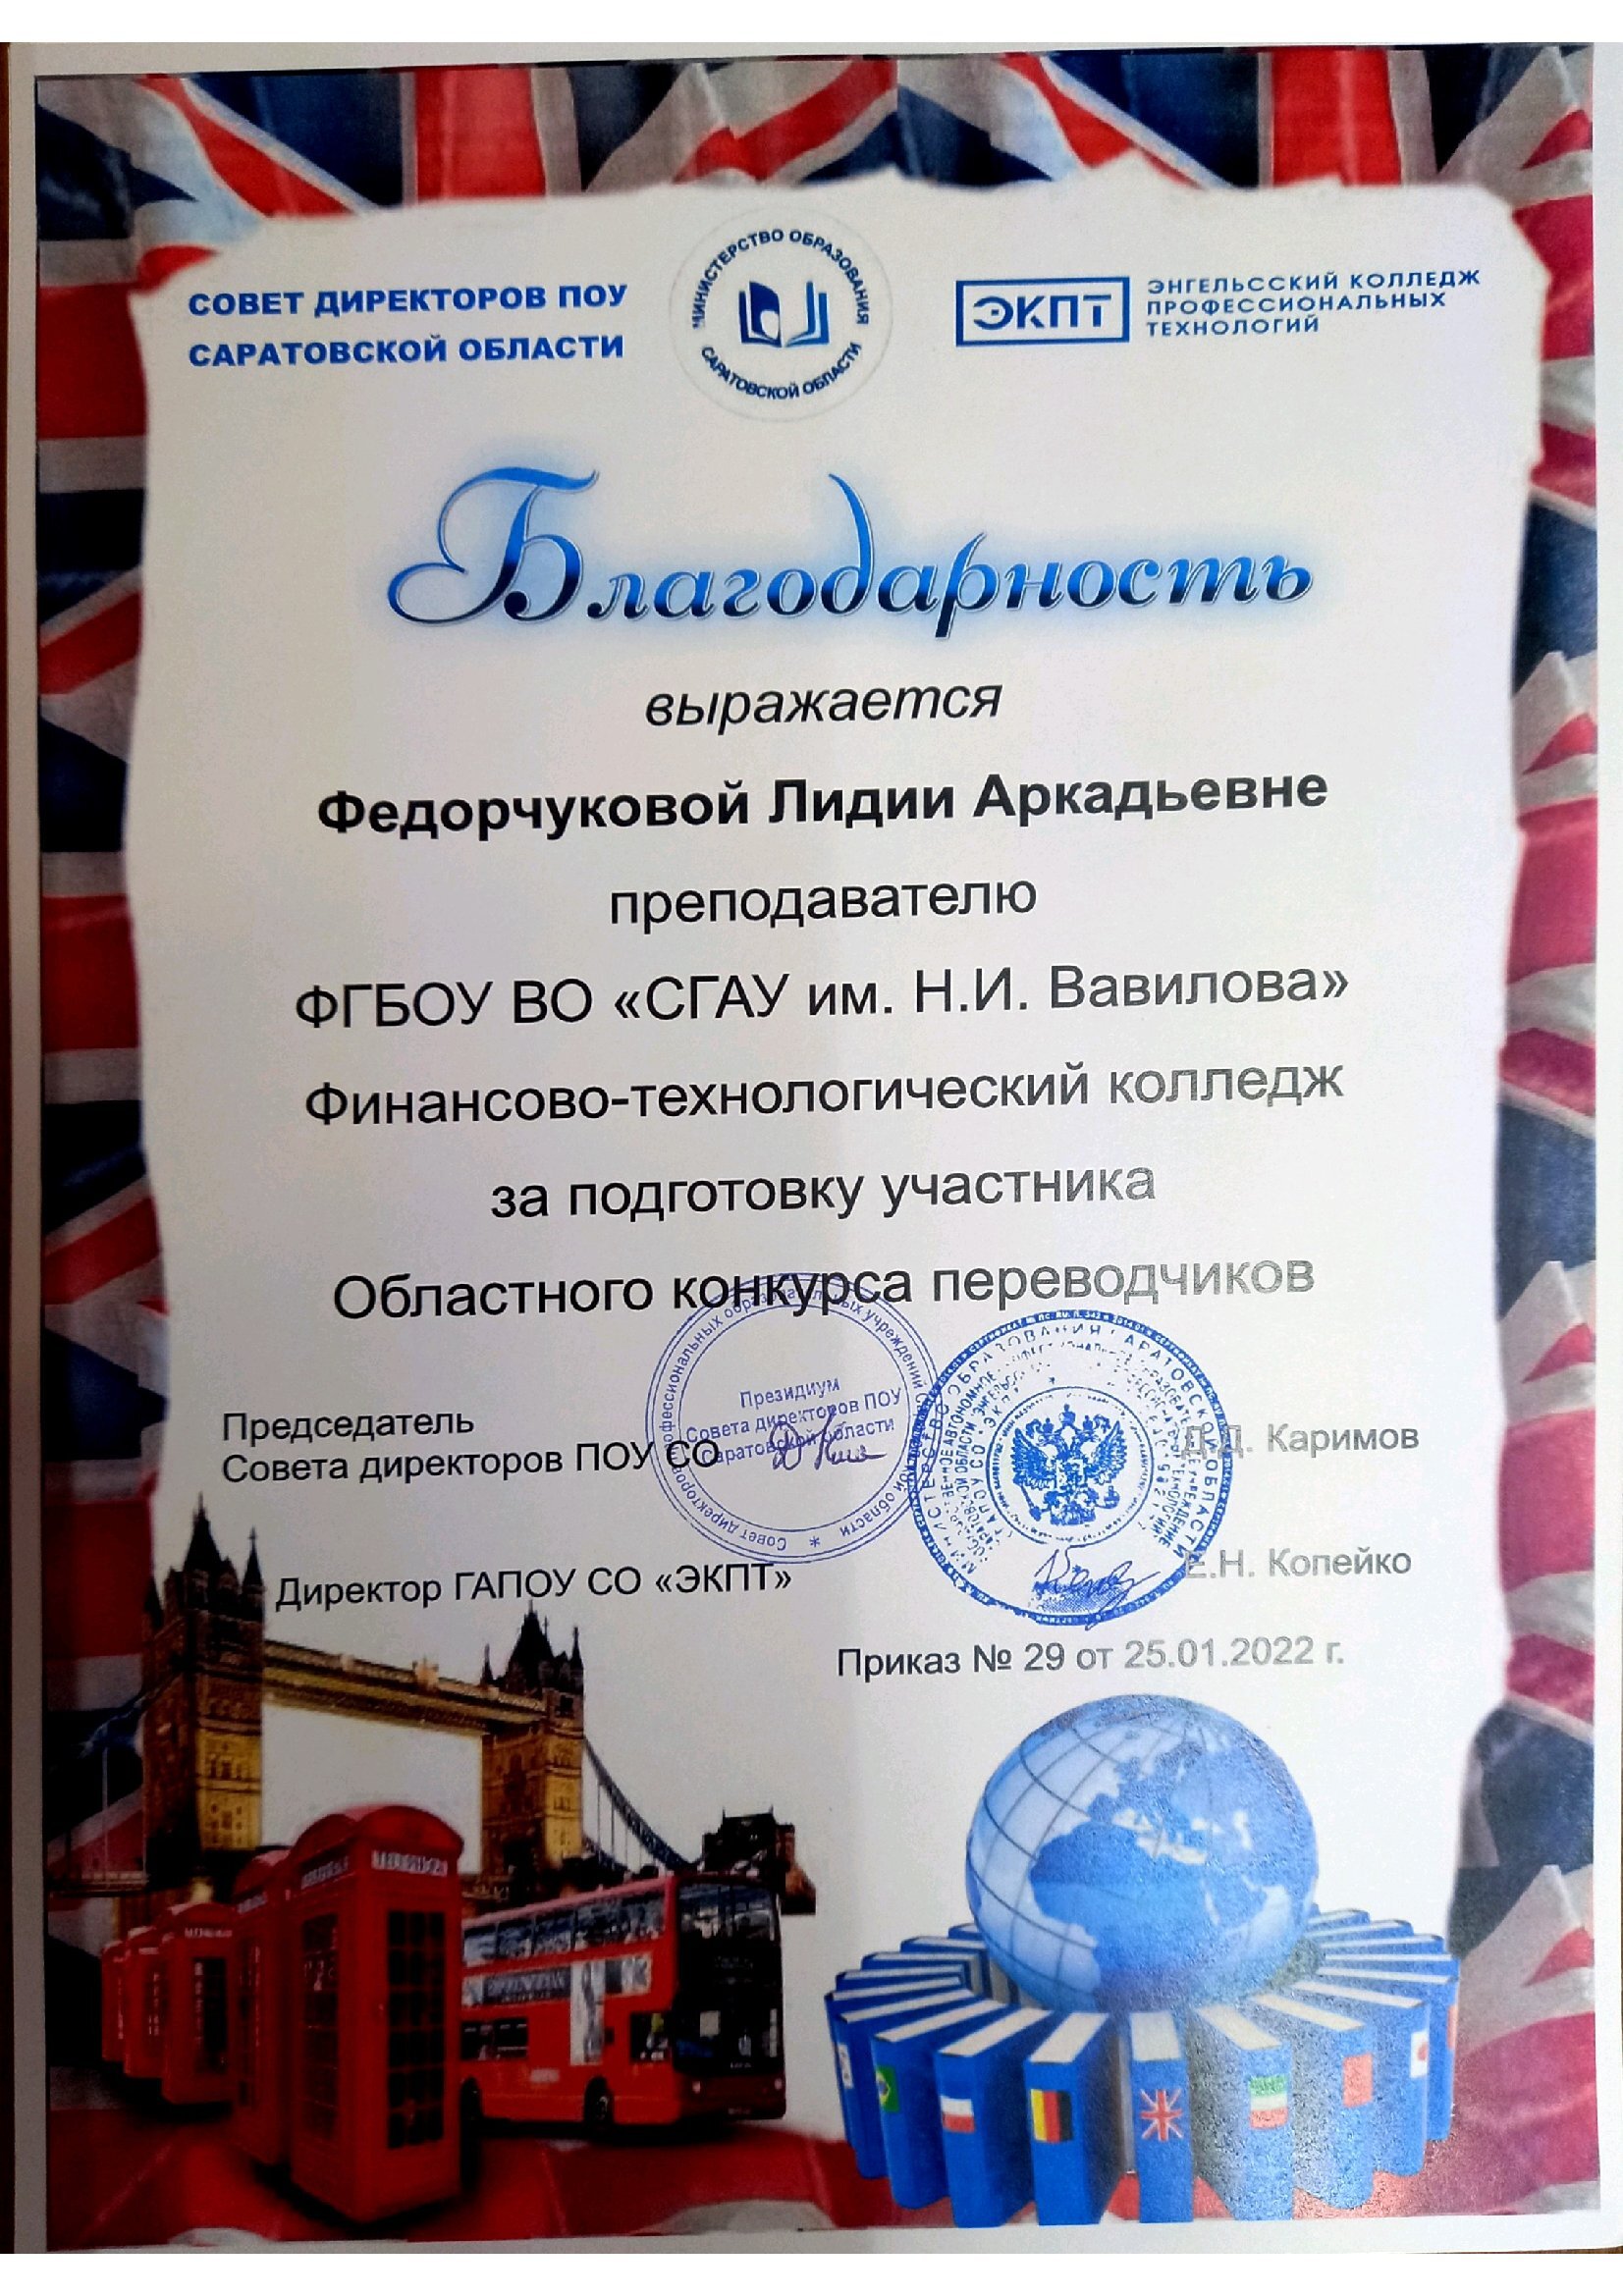 СОВЕТ ДИРЕКТОРОВ ПОУ
САРАТОВСКОЙ ОБЛАСТИ
МИНИСТЕРСТВО ОБРАЗОВАНИЯ
САРАТОВСКОЙ ОБЛАСТИ
ЭКПТ
ЭНГЕЛЬССКИЙ КОЛЛЕДЖ
ПРОФЕССИОНАЛЬНЫХ
ТЕХНОЛОГИЙ
Благодарность
выражается
Федорчуковой Лидии Аркадьевне
преподавателю
ФГБОУ ВО «СГАУ им. Н.И. Вавилова»
Финансово-технологический колледж
за подготовку участника
Областного конкурса переводчиков
Председатель
Совета директоров ПОУ СО
Д.Д. Каримов
Президиум
Совета директоров ПОУ
Саратовской области
Директор ГАПОУ СО «ЭКПТ»
Е.Н. Копейко
Приказ № 29 от 25.01.2022 г.
TELEPHONE